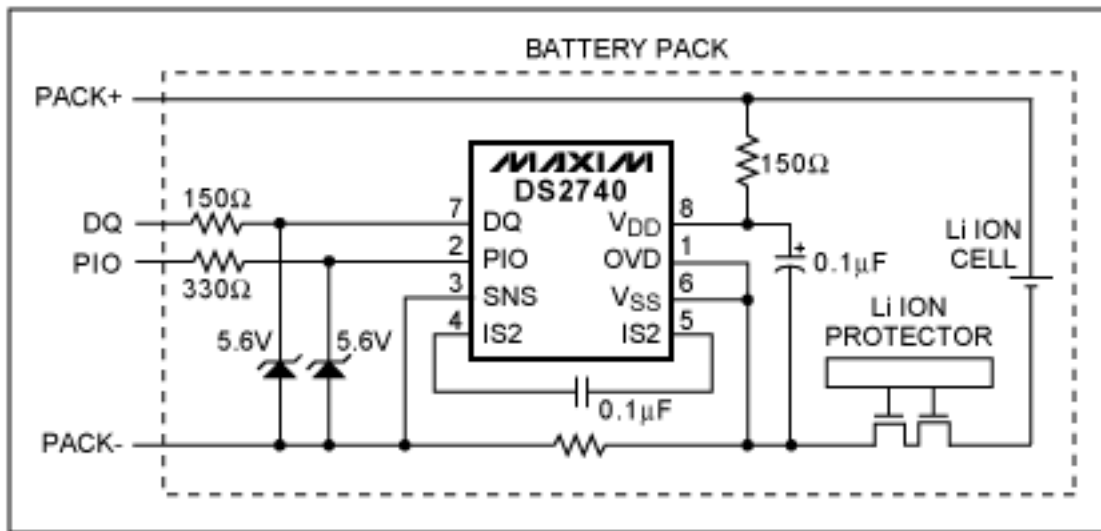 BATTERY PACK
PACK+
150Ω
MAXIM
DS2740
DQ
150Ω
7
DQ
VDD
8
PIO
330Ω
2
PIO
OVD
1
0.1µF
Li ION
CELL
3
SNS
VSS
6
4
IS2
IS2
5
Li ION
PROTECTOR
5.6V
5.6V
0.1µF
PACK-